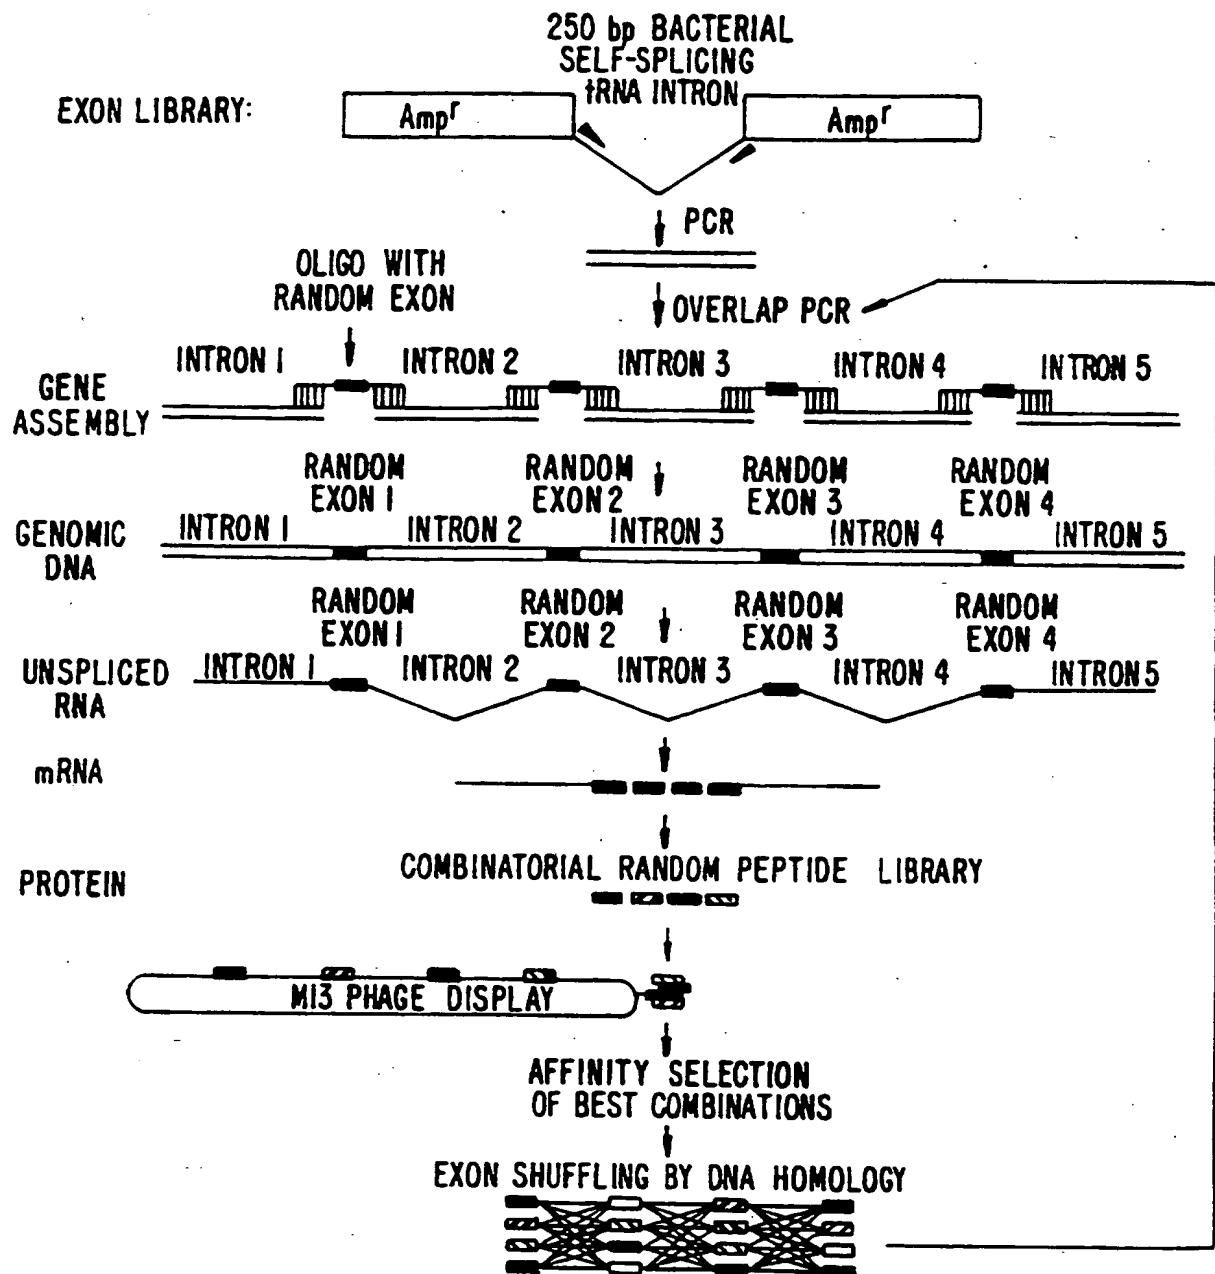 250 bp BACTERIAL
SELF-SPLICING
tRNA INTRON
EXON LIBRARY:
Ampr
Ampr
PCR
OLIGO WITH
RANDOM EXON
OVERLAP PCR
INTRON 1
INTRON 2
INTRON 3
INTRON 4
INTRON 5
GENE
ASSEMBLY
RANDOM
EXON 1
RANDOM
EXON 2
RANDOM
EXON 3
RANDOM
EXON 4
GENOMIC
DNA
INTRON 1
INTRON 2
INTRON 3
INTRON 4
INTRON 5
RANDOM
EXON 1
RANDOM
EXON 2
RANDOM
EXON 3
RANDOM
EXON 4
UNSPLICED
RNA
INTRON 1
INTRON 2
INTRON 3
INTRON 4
INTRON 5
mRNA
COMBINATORIAL RANDOM PEPTIDE LIBRARY
PROTEIN
M13 PHAGE DISPLAY
AFFINITY SELECTION
OF BEST COMBINATIONS
EXON SHUFFLING BY DNA HOMOLOGY